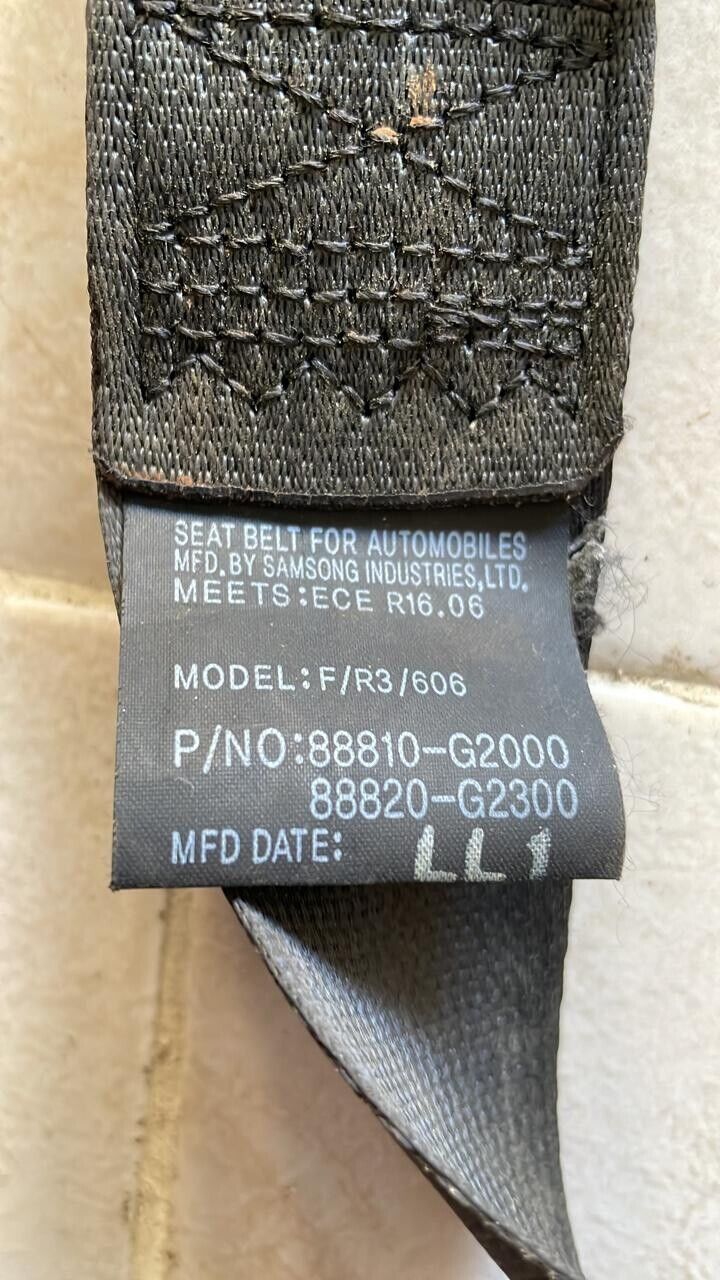 SEAT BELT FOR AUTOMOBILES
MFD.BY SAMSONG INDUSTRIES,LTD.
MEETS:ECE R16.06
MODEL:F/R3/606
P/NO:88810-G2000
88820-G2300
MFD DATE: LL1